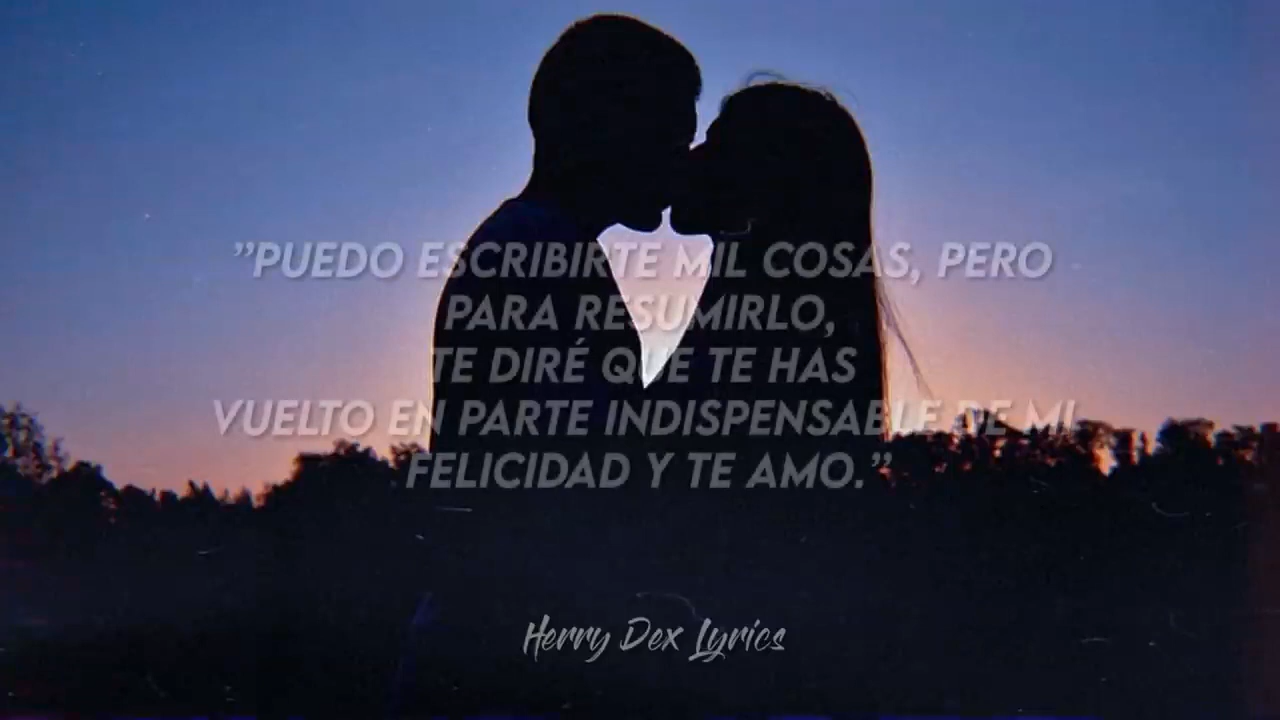 ”PUEDO ESCRIBIRTE MIL COSAS, PERO
PARA RESUMIRLO,
TE DIRÉ QUE TE HAS
VUELTO EN PARTE INDISPENSABLE DE MI
FELICIDAD Y TE AMO.”
Herry Dex Lyrics